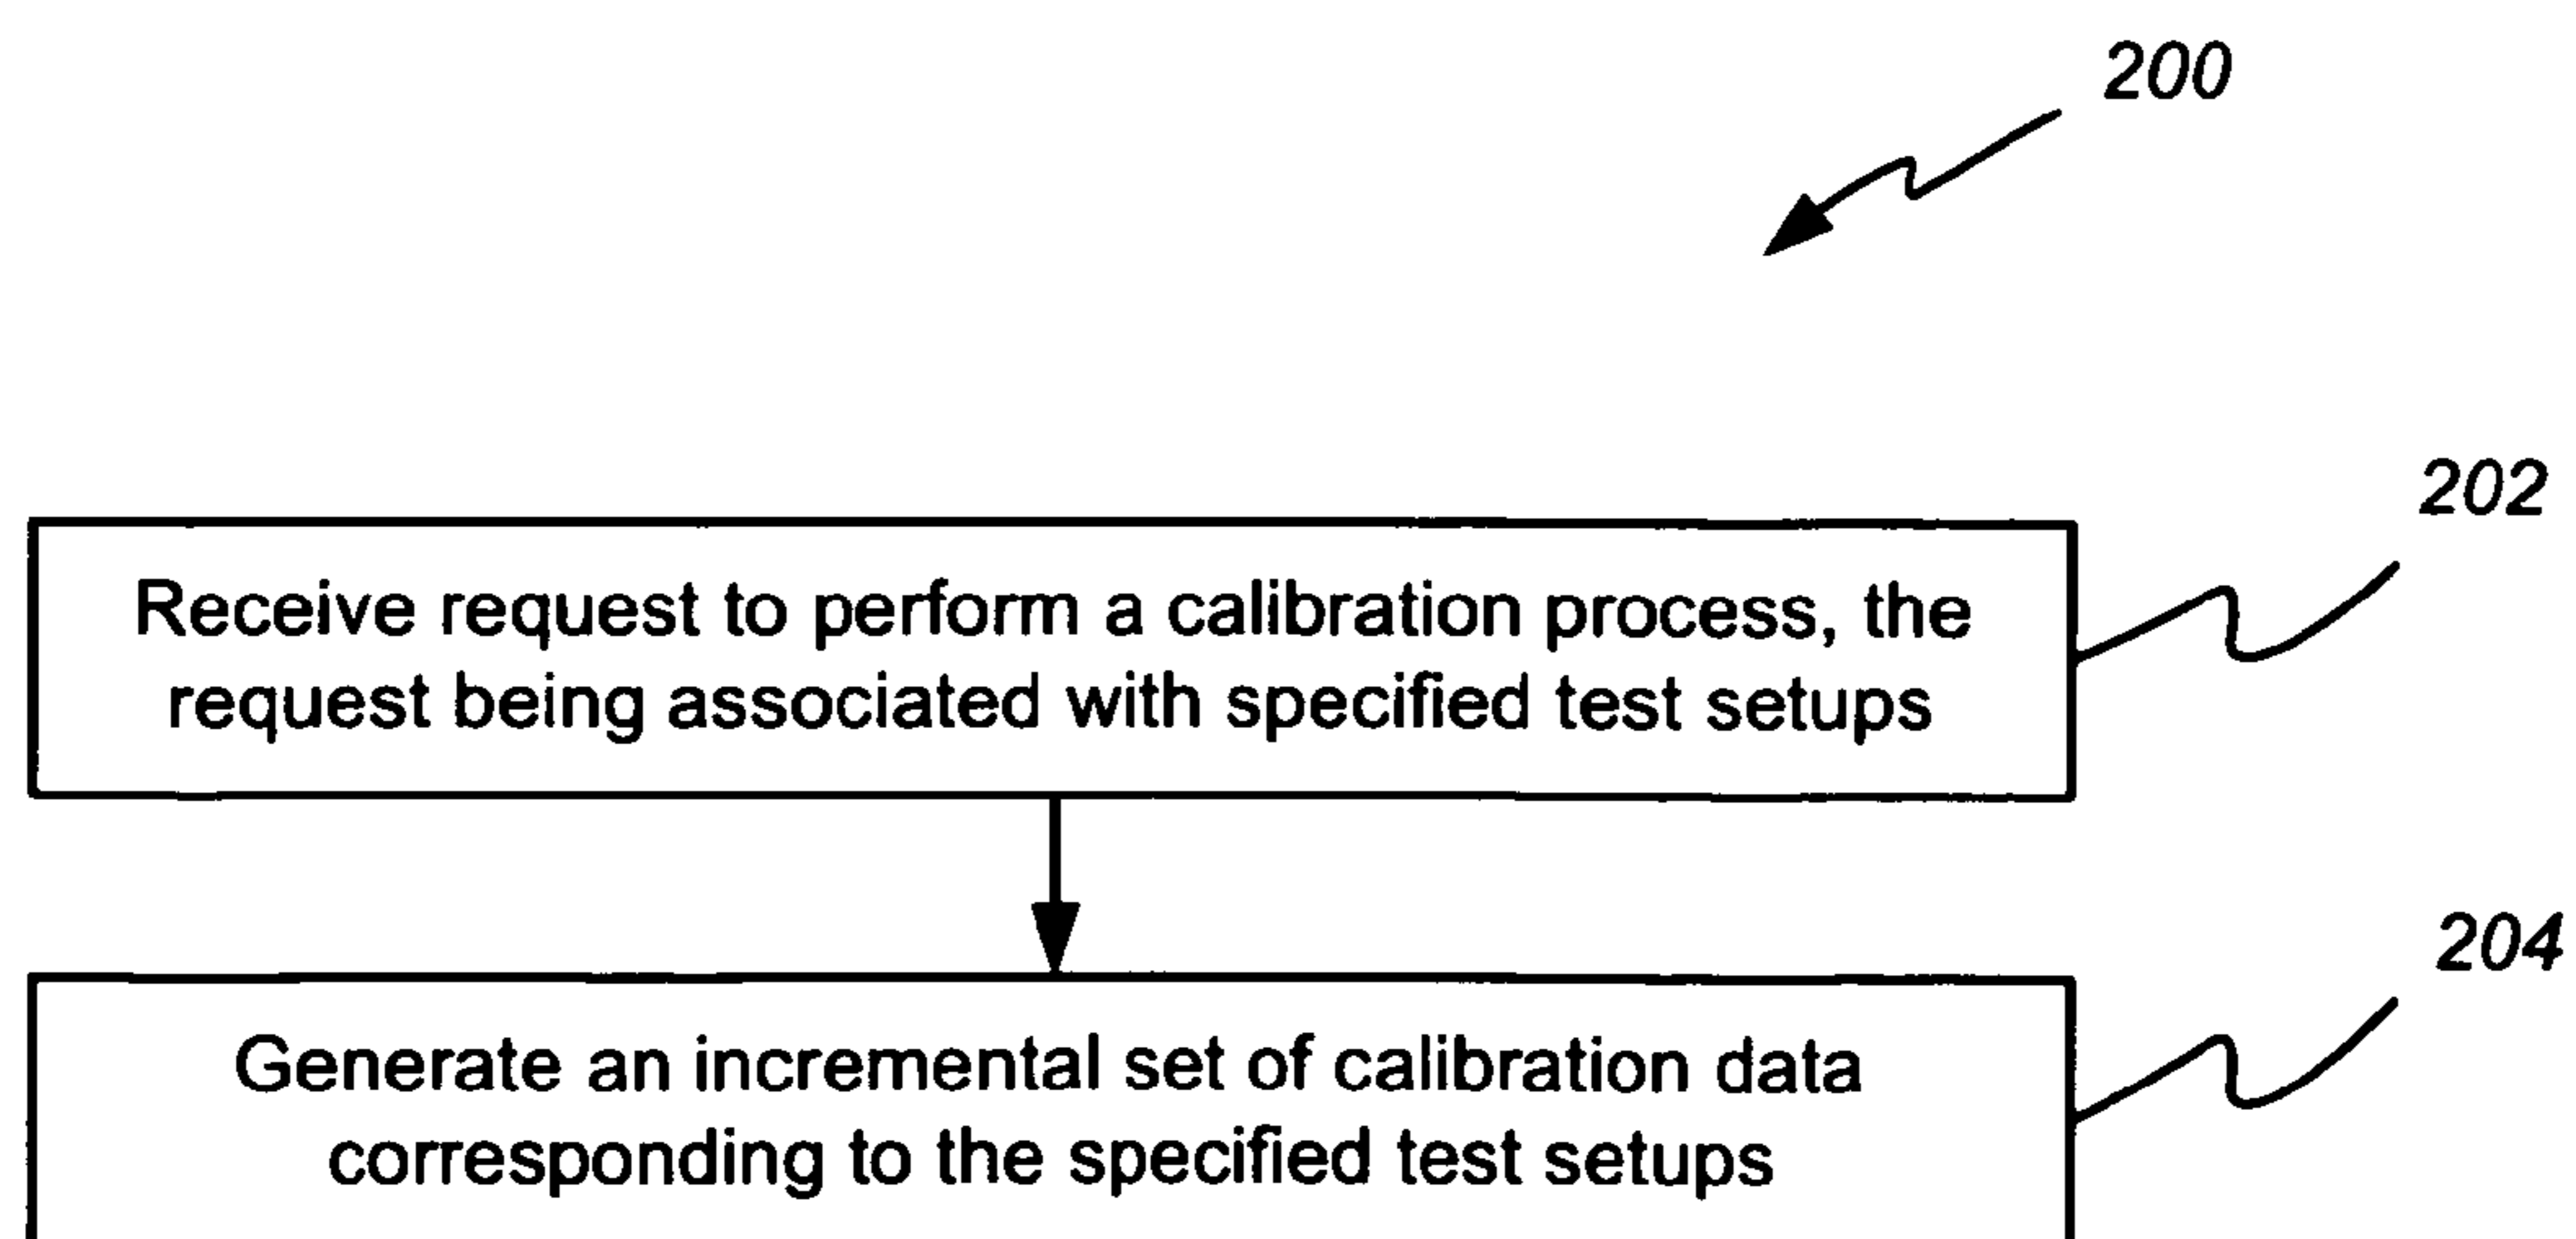 200
202
Receive request to perform a calibration process, the
request being associated with specified test setups
204
Generate an incremental set of calibration data
corresponding to the specified test setups